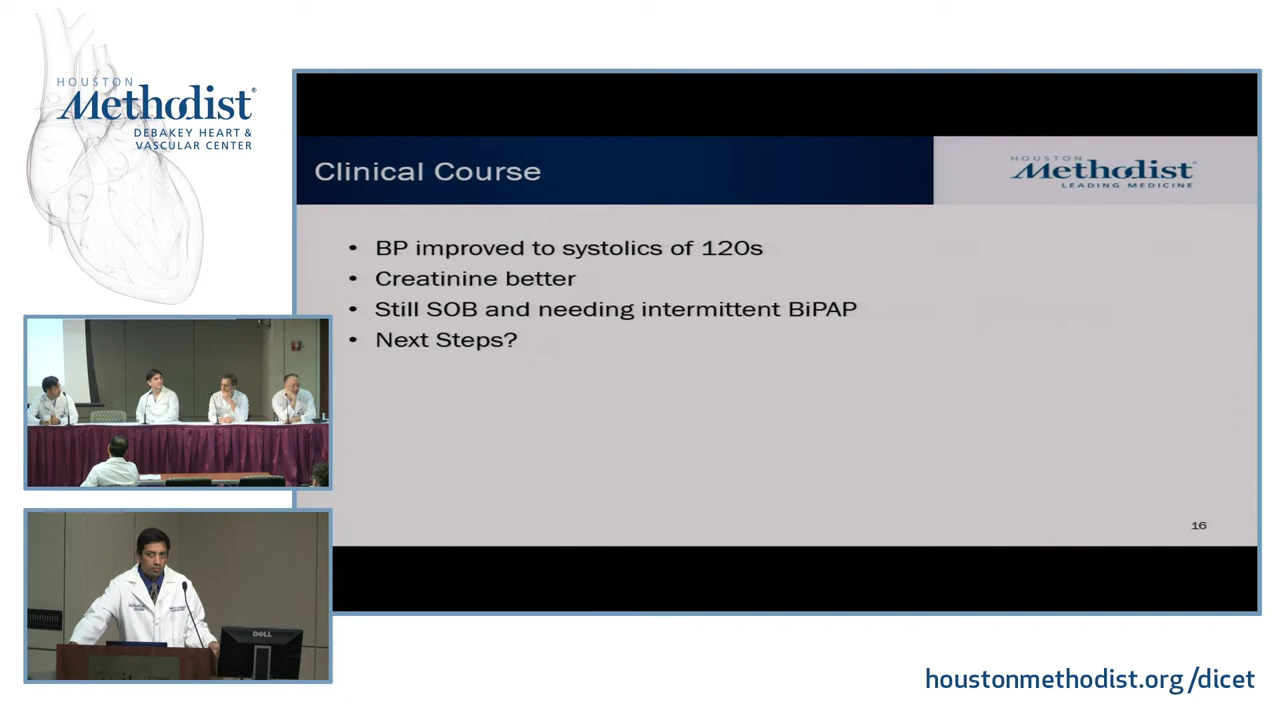 HOUSTON
Methodist®
DEBAKEY HEART &
VASCULAR CENTER
Clinical Course
HOUSTON
Methodist®
LEADING MEDICINE
• BP improved to systolics of 120s
• Creatinine better
• Still SOB and needing intermittent BiPAP
• Next Steps?
16
DELL
houstonmethodist.org/dicet